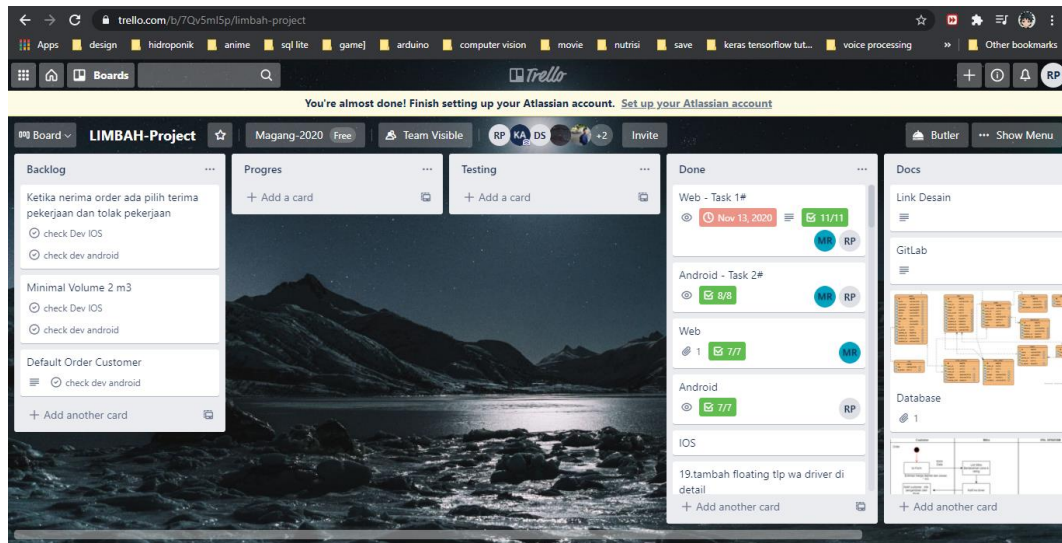 trello.com/b/7Qv5ml5p/limbah-project
Apps design hidroponik anime sql lite game] arduino computer vision movie nutrisi save keras tensorflow tut... voice processing » Other bookmarks
Boards Trello RP
You're almost done! Finish setting up your Atlassian account. Set up your Atlassian account
Board LIMBAH-Project Magang-2020 Free Team Visible RP KA DS +2 Invite Butler ... Show Menu
Backlog ...
Ketika nerima order ada pilih terima
pekerjaan dan tolak pekerjaan
check Dev IOS
check dev android
Minimal Volume 2 m3
check Dev IOS
check dev android
Default Order Customer
check dev android
+ Add another card
Progres ...
+ Add a card
Testing ...
+ Add a card
Done ...
Web - Task 1#
Nov 13, 2020 11/11
MR RP
Android - Task 2#
8/8 MR RP
Web
1 7/7 MR
Android
7/7 RP
IOS
19.tambah floating tlp wa driver di
detail
+ Add another card
Docs
Link Desain
GitLab
Database
1
+ Add another card